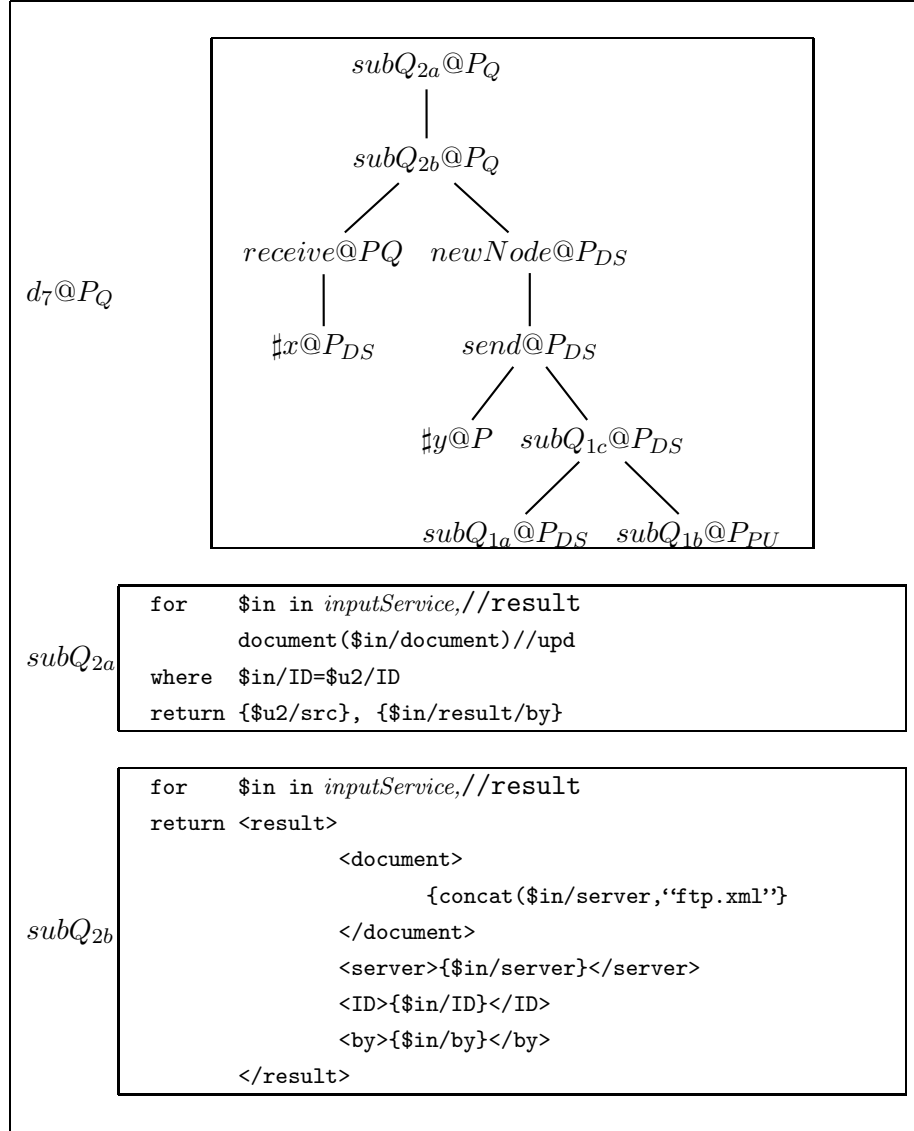 subQ2a@PQ
subQ2b@PQ
receive@PQ newNode@PDS
d7@PQ
♯x@PDS send@PDS
♯y@P subQ1c@PDS
subQ1a@PDS subQ1b@PPU
subQ2a
for $in in inputService,//result
document($in/document)//upd
where $in/ID=$u2/ID
return {$u2/src}, {$in/result/by}
subQ2b
for $in in inputService,//result
return <result>
<document>
{concat($in/server,“ftp.xml”}
</document>
<server>{$in/server}</server>
<ID>{$in/ID}</ID>
<by>{$in/by}</by>
</result>